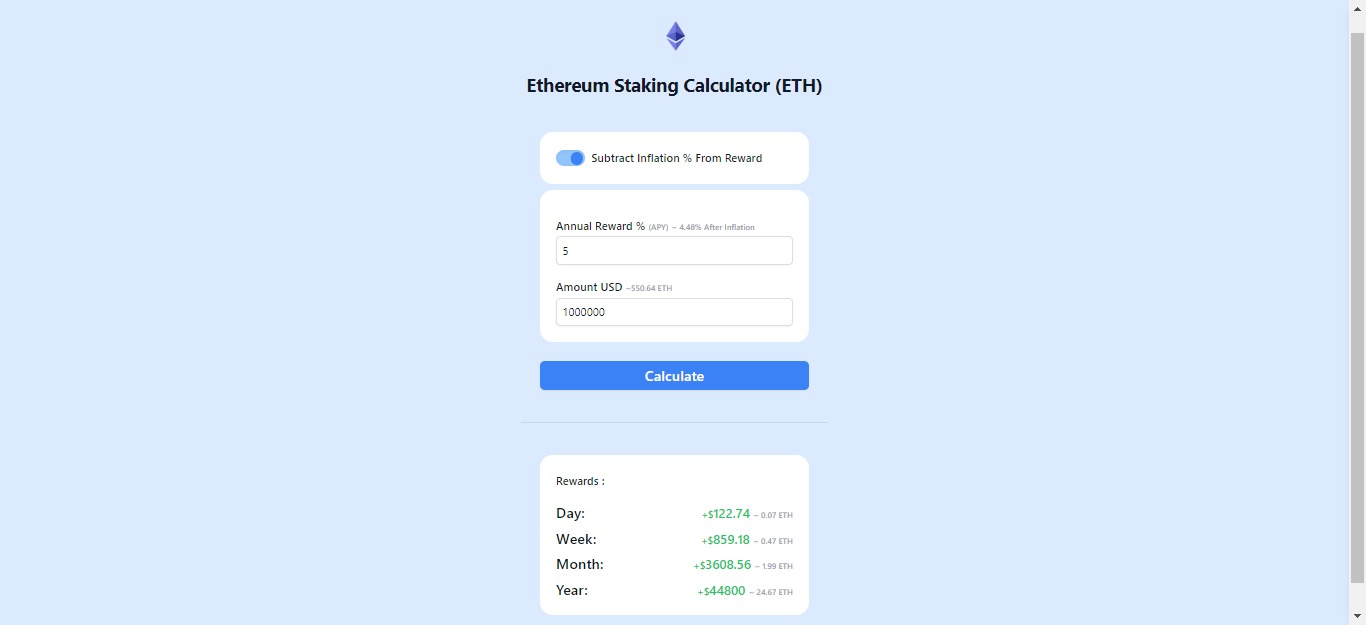 Ethereum Staking Calculator (ETH)
Subtract Inflation % From Reward
Annual Reward % (APY) ~ 4.48% After Inflation
5
Amount USD ~550.64 ETH
1000000
Calculate
Rewards :
Day: +$122.74 ~ 0.07 ETH
Week: +$859.18 ~ 0.47 ETH
Month: +$3608.56 ~ 1.99 ETH
Year: +$44800 ~ 24.67 ETH